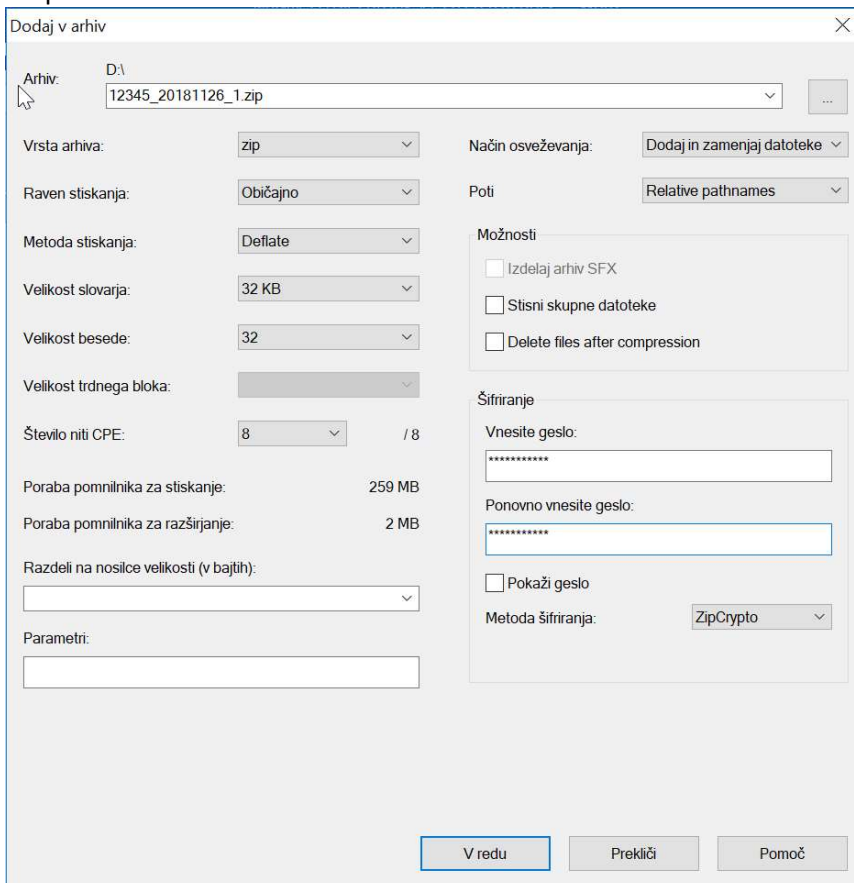 Dodaj v arhiv
Arhiv:
D:\
12345_20181126_1.zip
...
Vrsta arhiva:
zip
Raven stiskanja:
Običajno
Metoda stiskanja:
Deflate
Velikost slovarja:
32 KB
Velikost besede:
32
Velikost trdnega bloka:
Število niti CPE:
8
/ 8
Poraba pomnilnika za stiskanje:
259 MB
Poraba pomnilnika za razširjanje:
2 MB
Razdeli na nosilce velikosti (v bajtih):
Parametri:
Način osveževanja:
Dodaj in zamenjaj datoteke
Poti
Relative pathnames
Možnosti
Izdelaj arhiv SFX
Stisni skupne datoteke
Delete files after compression
Šifriranje
Vnesite geslo:
***********
Ponovno vnesite geslo:
***********
Pokaži geslo
Metoda šifriranja:
ZipCrypto
V redu
Prekliči
Pomoč